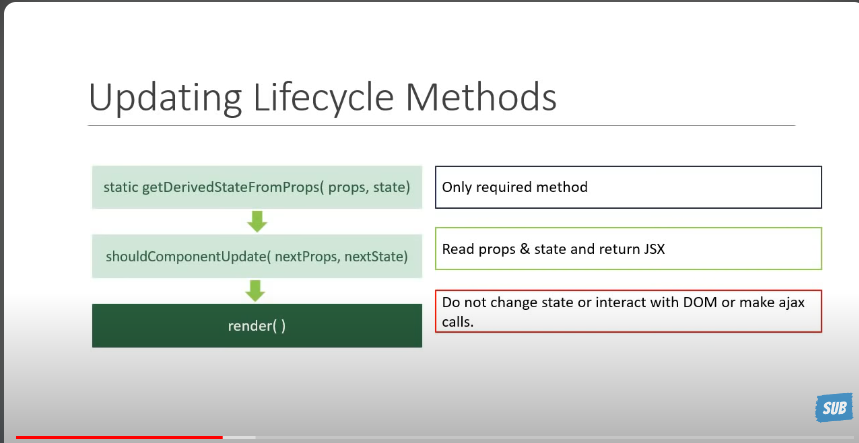 Updating Lifecycle Methods
static getDerivedStateFromProps( props, state)
Only required method
shouldComponentUpdate( nextProps, nextState)
Read props & state and return JSX
render( )
Do not change state or interact with DOM or make ajax
calls.
SUB